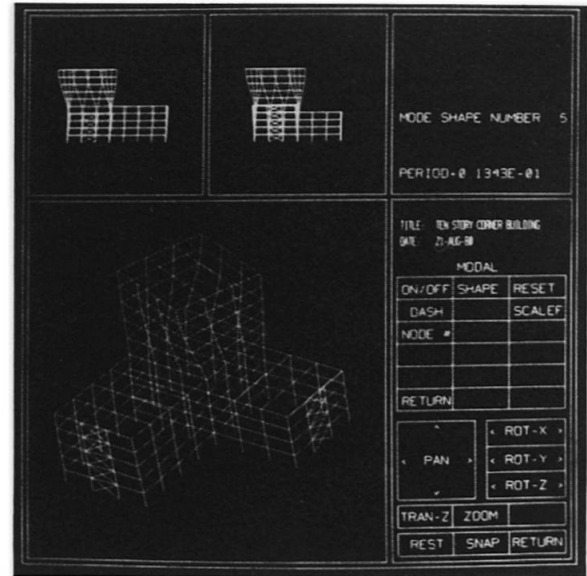 MODE SHAPE NUMBER 5
PERIOD=0 1343E-01
TITLE: TEN STORY CORNER BUILDING
DATE: 21-AUG-80
MODAL
ON/OFF SHAPE RESET
DASH SCALEF
NODE #
RETURN
^
< PAN >
v
< ROT-X >
< ROT-Y >
< ROT-Z >
TRAN-Z ZOOM
REST SNAP RETURN